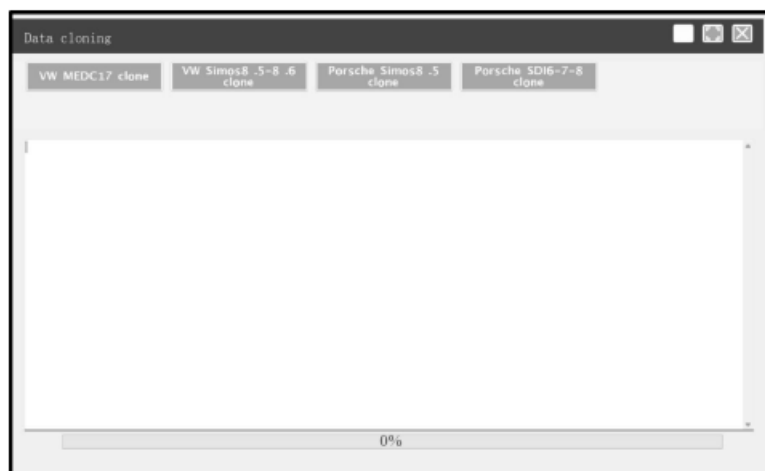 Data cloning
VW MEDC17 clone
VW Simos8 .5-8 .6
clone
Porsche Simos8 .5
clone
Porsche SDI6-7-8
clone
0%